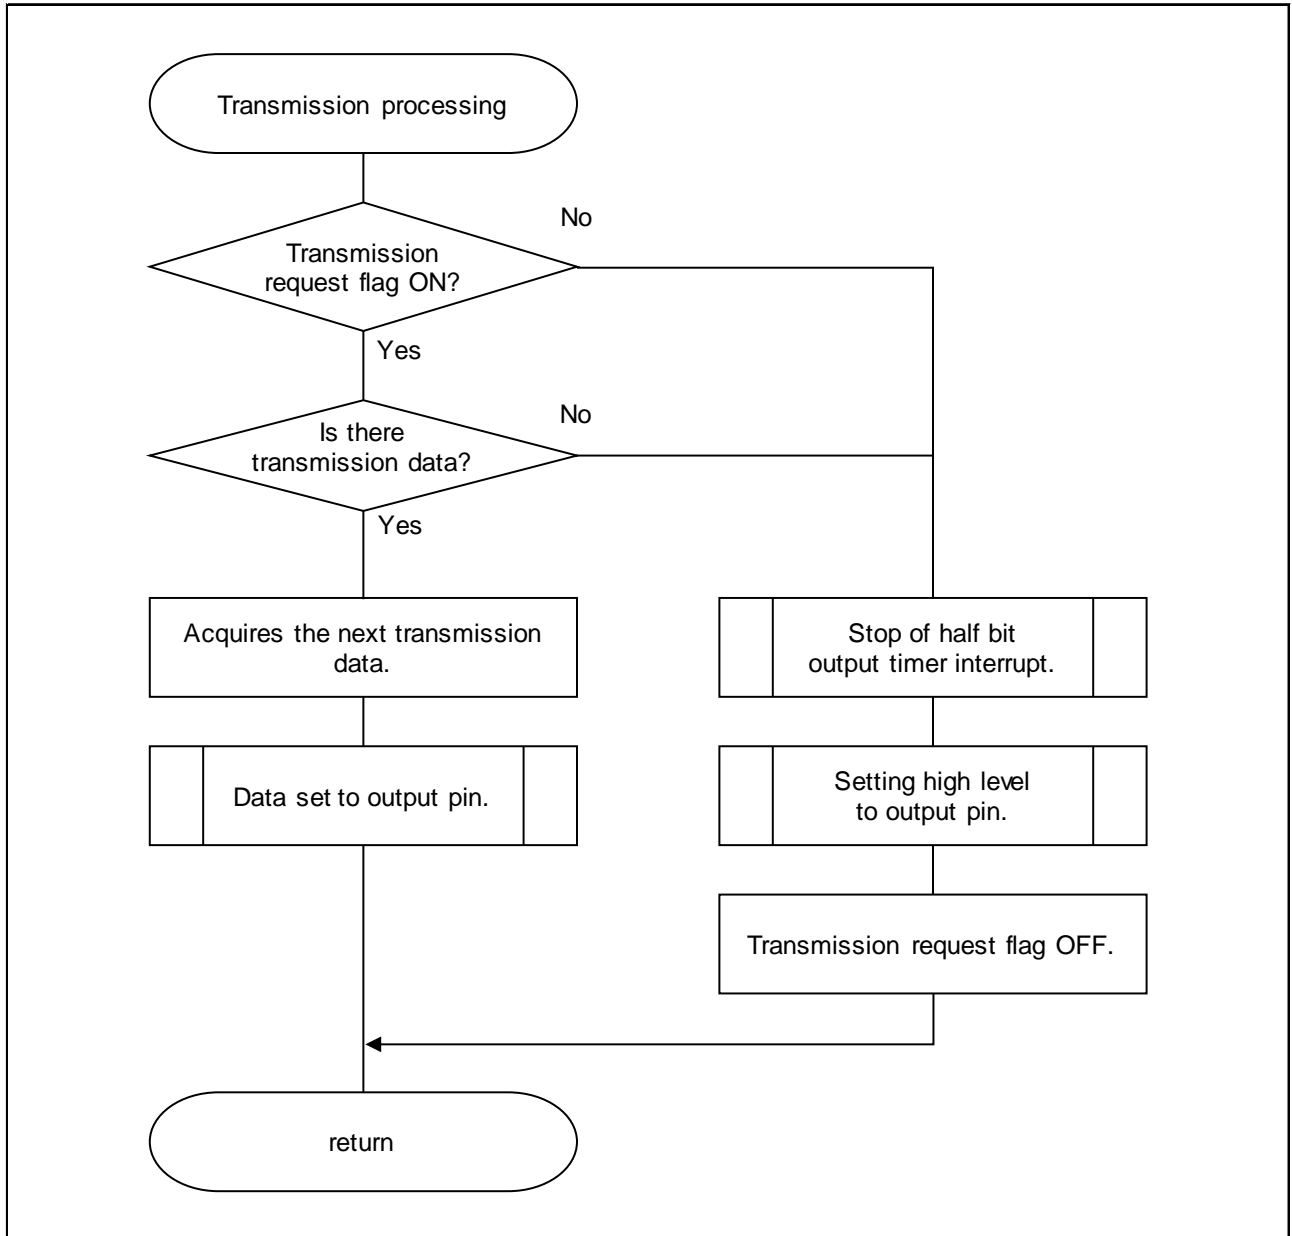 Transmission processing
No
Transmission
request flag ON?
Yes
No
Is there
transmission data?
Yes
Acquires the next transmission
data.
Stop of half bit
output timer interrupt.
Data set to output pin.
Setting high level
to output pin.
Transmission request flag OFF.
return